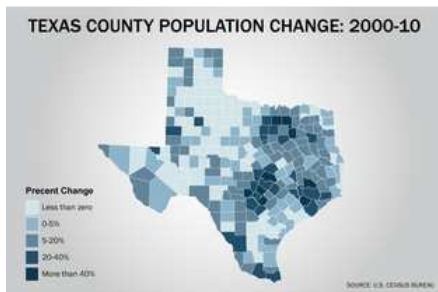 TEXAS COUNTY POPULATION CHANGE: 2000-10
Precent Change
Less than zero
0-5%
5-20%
20-40%
More than 40%
SOURCE: U.S. CENSUS BUREAU